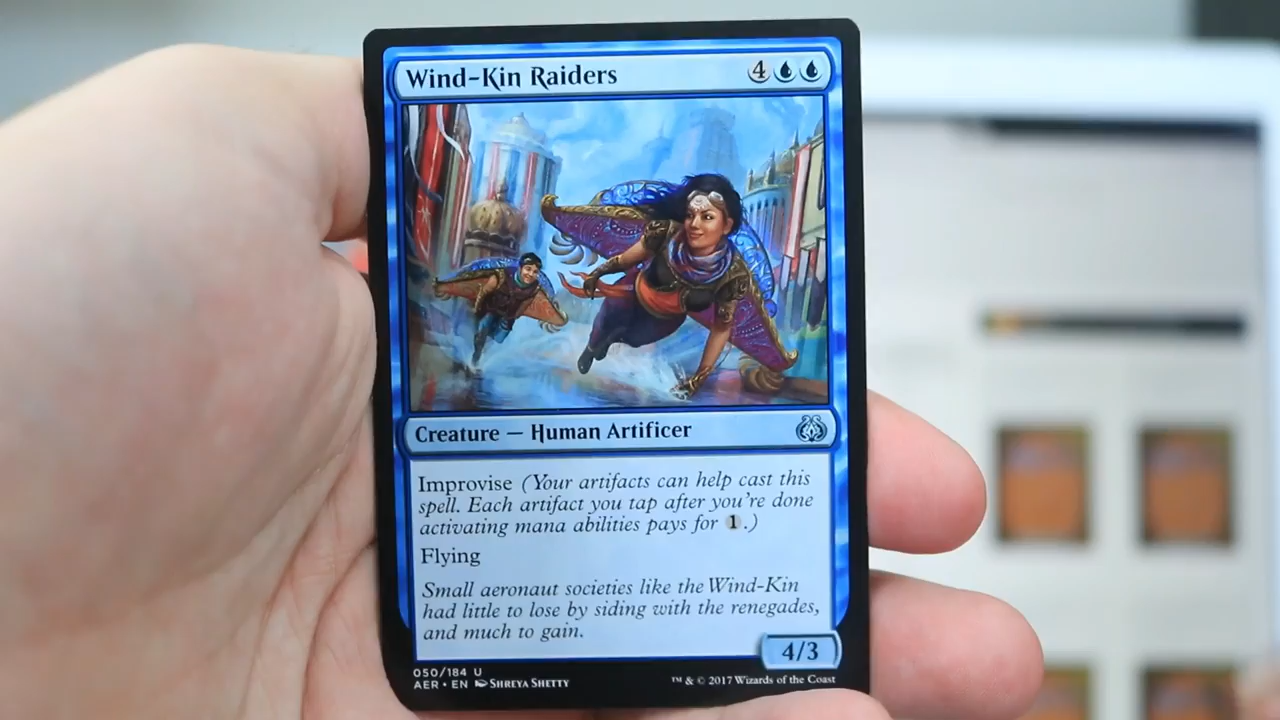 Wind-Kin Raiders 4
Creature — Human Artificer
Improvise (Your artifacts can help cast this
spell. Each artifact you tap after you're done
activating mana abilities pays for 1.)
Flying
Small aeronaut societies like the Wind-Kin
had little to lose by siding with the renegades,
and much to gain.
4/3
050/184 U
AER • EN Shreya Shetty
™ & © 2017 Wizards of the Coast